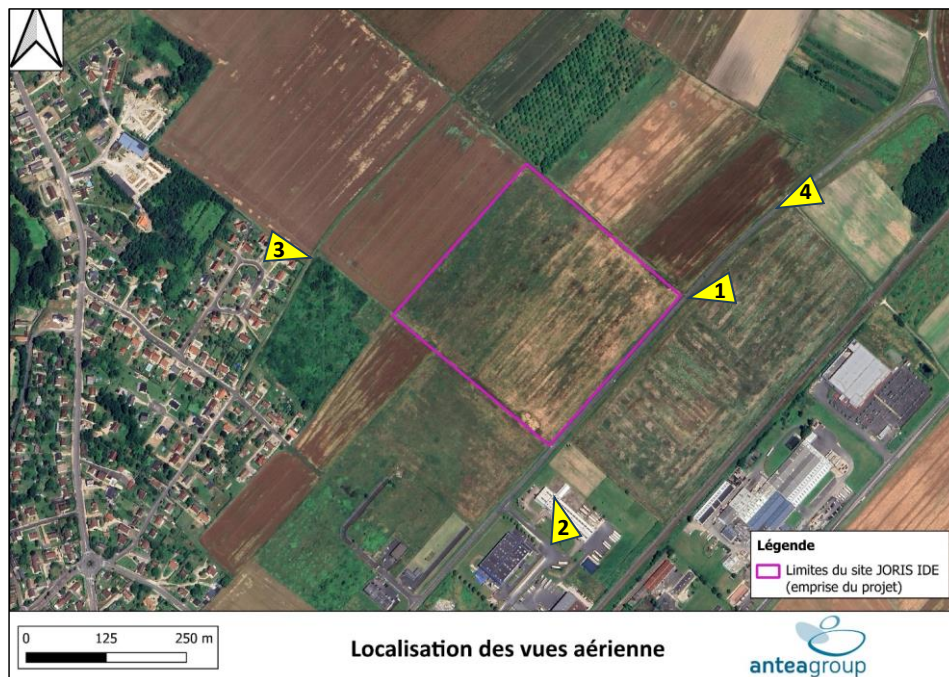 4
3
1
2
Légende
Limites du site JORIS IDE
(emprise du projet)
0 125 250 m
Localisation des vues aérienne
anteagroup